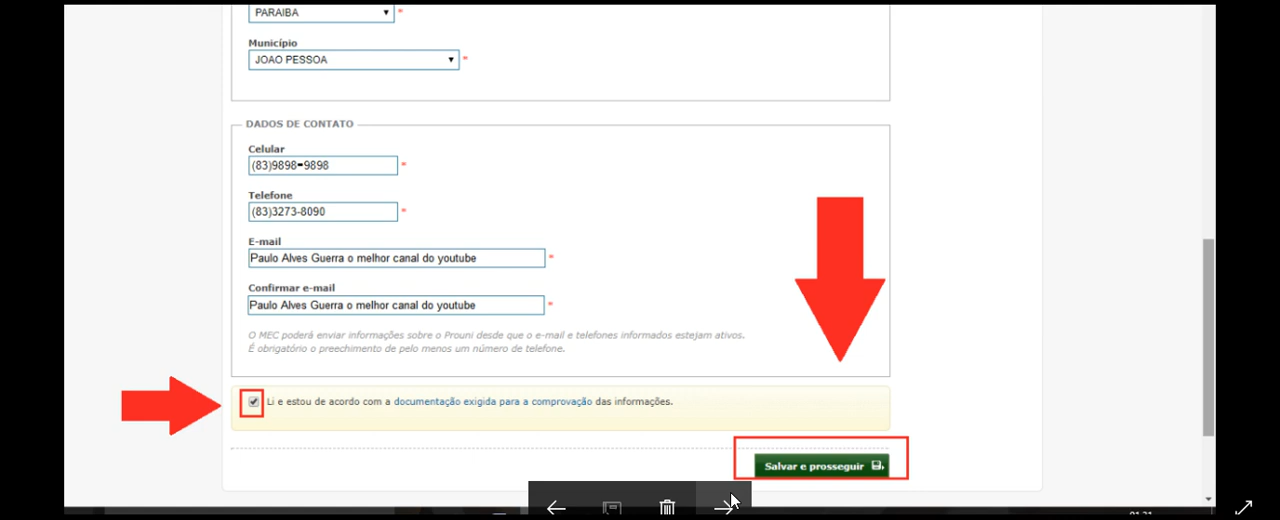 PARAIBA ▼ *
Município
JOAO PESSOA ▼ *
DADOS DE CONTATO
Celular
(83)9898-9898 *
Telefone
(83)3273-8090 *
E-mail
Paulo Alves Guerra o melhor canal do youtube *
Confirmar e-mail
Paulo Alves Guerra o melhor canal do youtube *
O MEC poderá enviar informações sobre o Prouni desde que o e-mail e telefones informados estejam ativos.
É obrigatório o preechimento de pelo menos um número de telefone.
Li e estou de acordo com a documentação exigida para a comprovação das informações.
Salvar e prosseguir